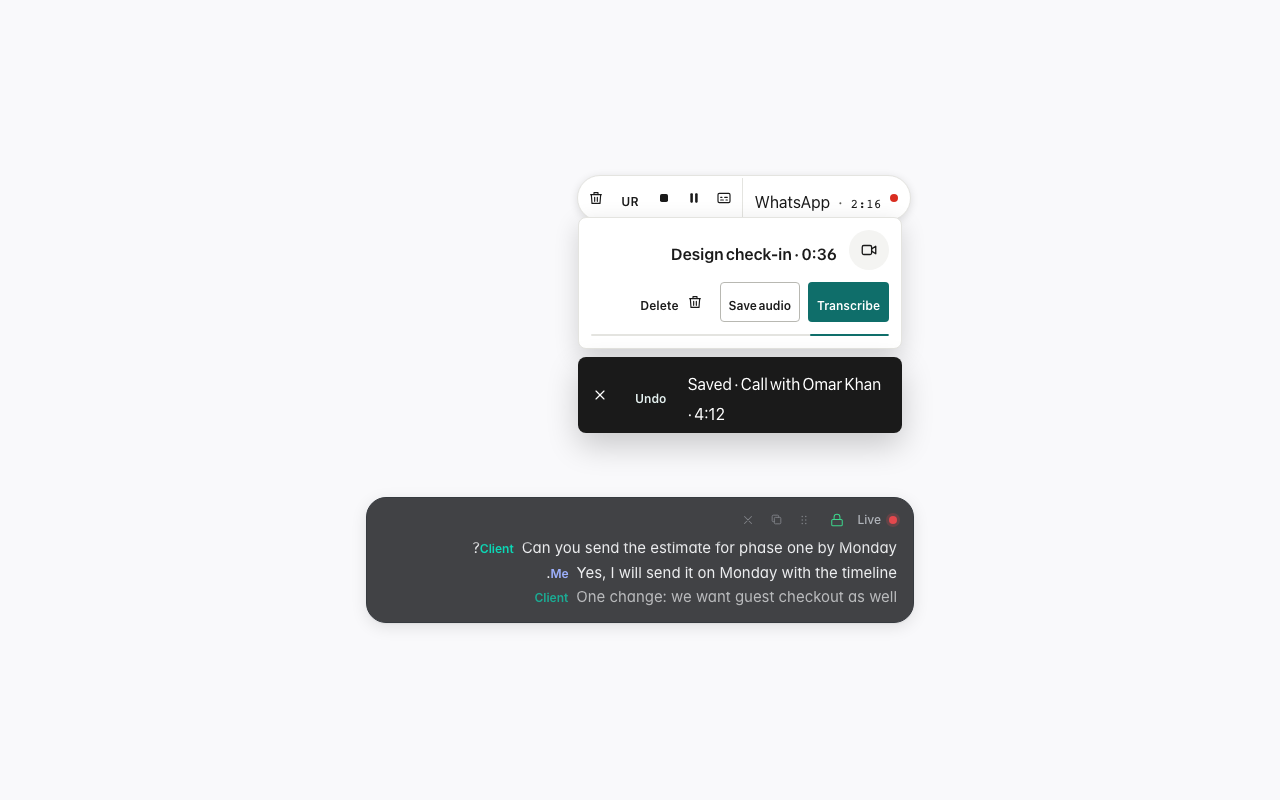 UR
WhatsApp · 2:16
Design check-in · 0:36
Delete
Save audio
Transcribe
Undo
Saved · Call with Omar Khan
· 4:12
Live
?Client Can you send the estimate for phase one by Monday
.Me Yes, I will send it on Monday with the timeline
Client One change: we want guest checkout as well